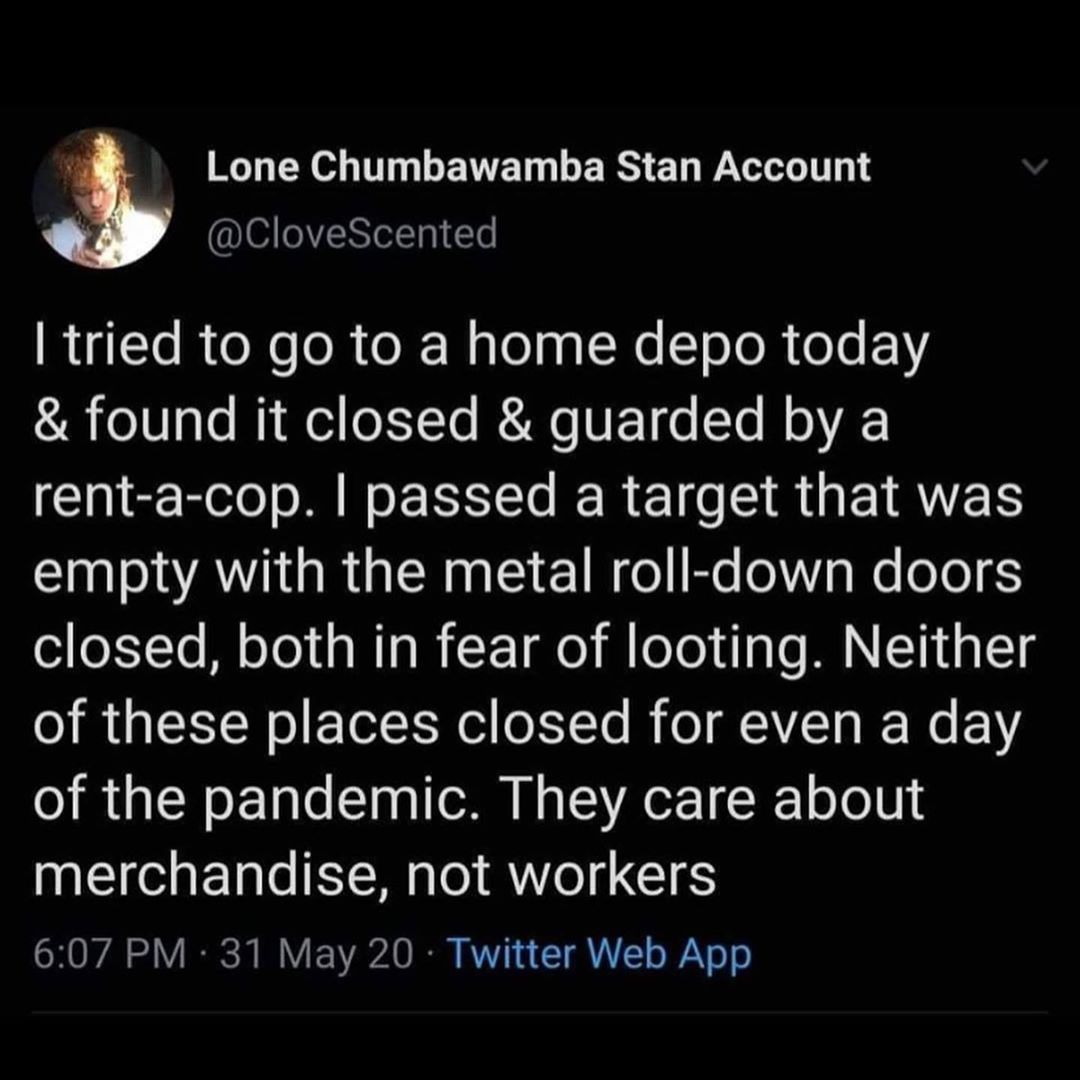 Lone Chumbawamba Stan Account
@CloveScented
I tried to go to a home depo today
& found it closed & guarded by a
rent-a-cop. I passed a target that was
empty with the metal roll-down doors
closed, both in fear of looting. Neither
of these places closed for even a day
of the pandemic. They care about
merchandise, not workers
6:07 PM · 31 May 20 · Twitter Web App